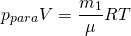 p_{para}V = \frac{m_1}{\mu}RT